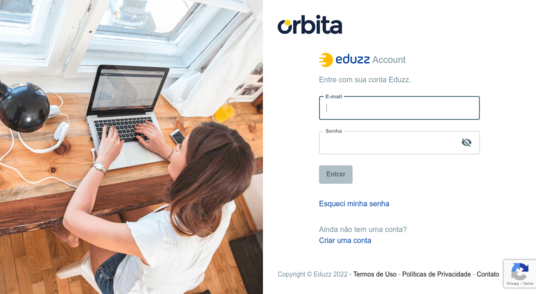 orbita
eduzz Account
Entre com sua conta Eduzz.
E-mail
Senha
Entrar
Esqueci minha senha
Ainda não tem uma conta?
Criar uma conta
Copyright © Eduzz 2022 - Termos de Uso - Políticas de Privacidade - Contato
Privacy - Terms